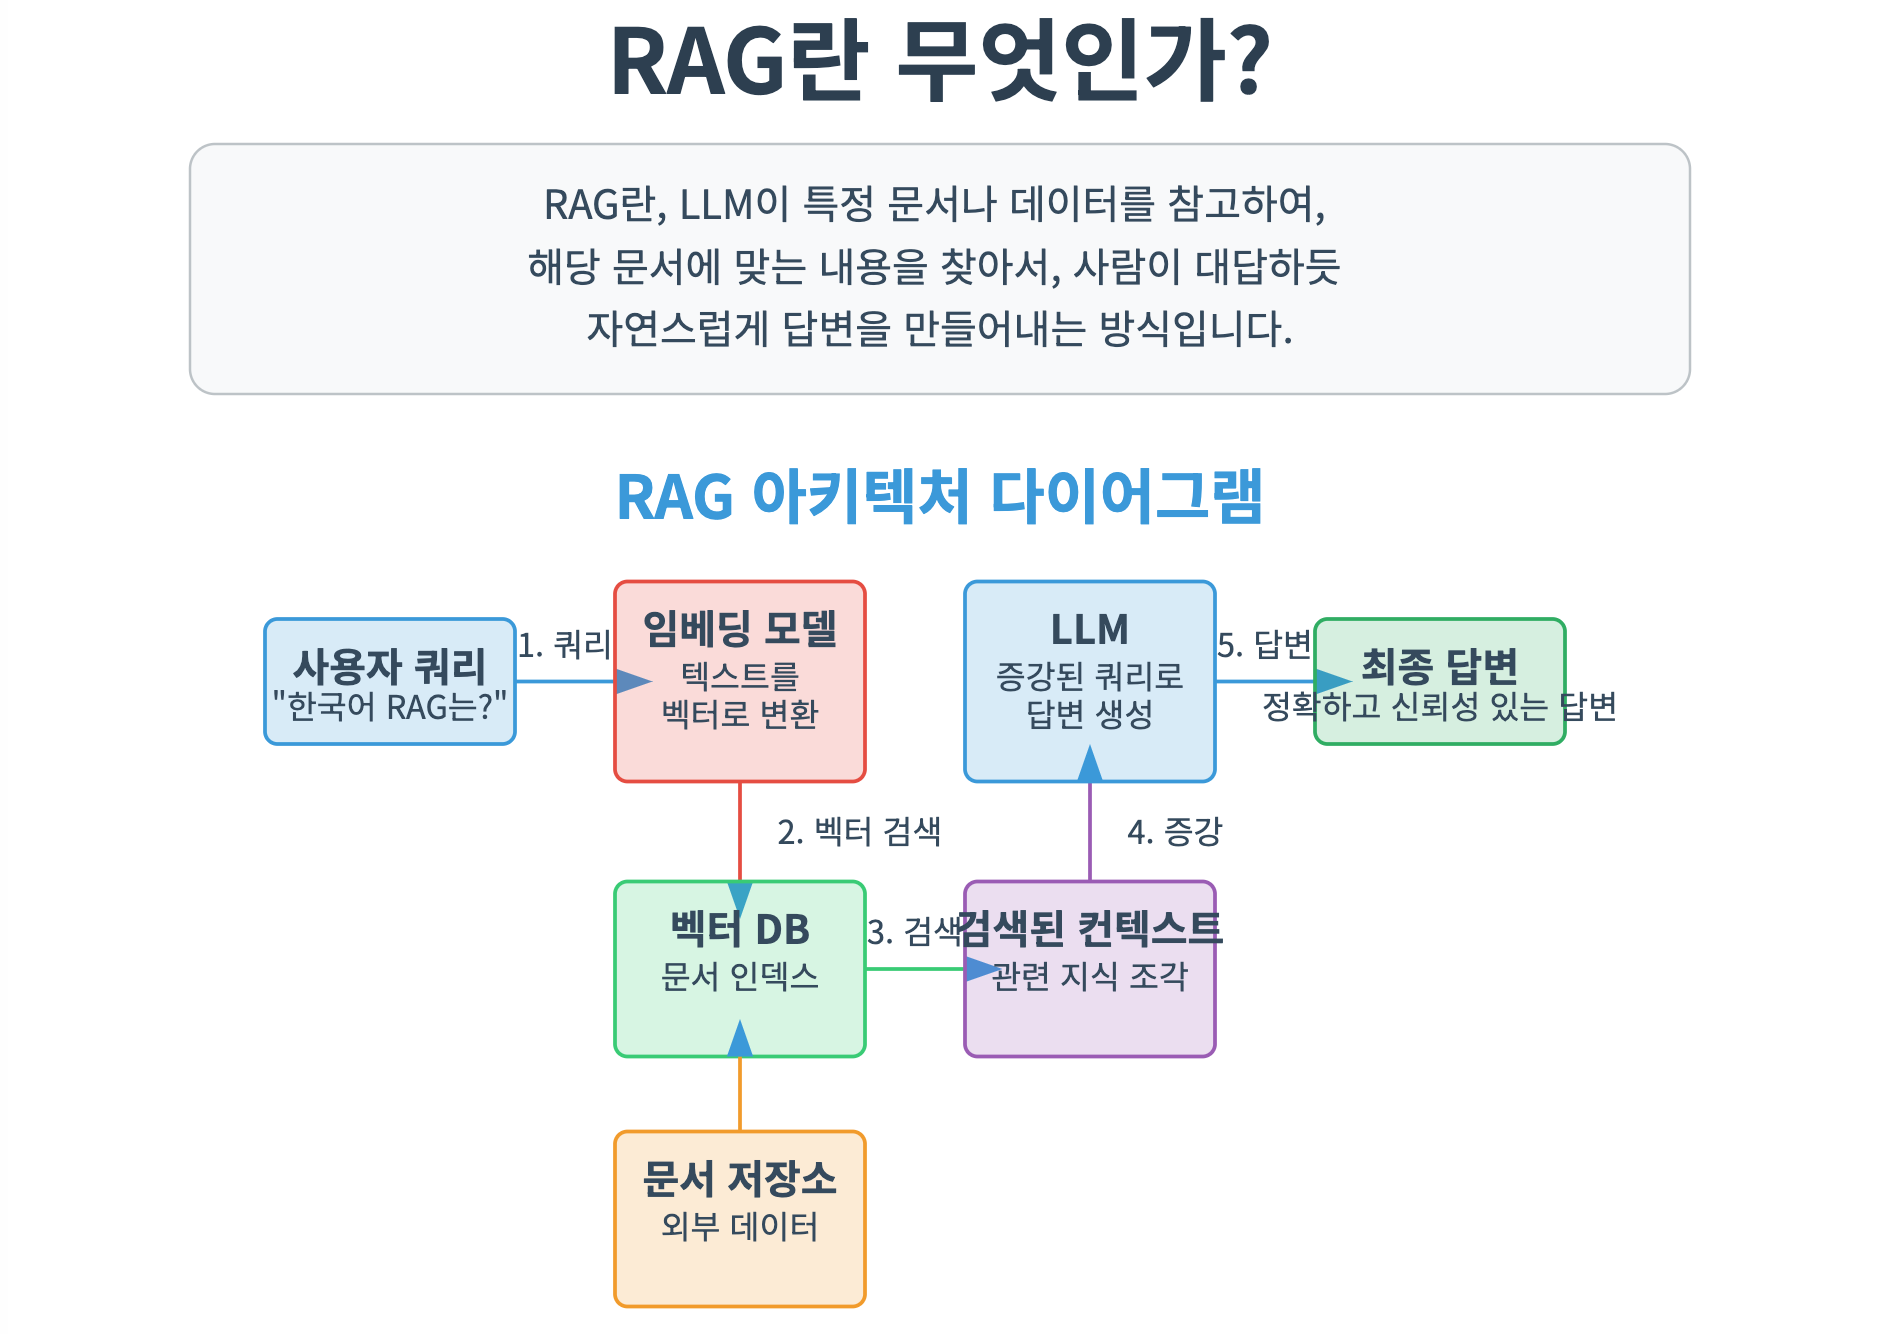 RAG란 무엇인가?
RAG란, LLM이 특정 문서나 데이터를 참고하여,
해당 문서에 맞는 내용을 찾아서, 사람이 대답하듯
자연스럽게 답변을 만들어내는 방식입니다.
RAG 아키텍처 다이어그램
사용자 쿼리
"한국어 RAG는?"
1. 쿼리
임베딩 모델
텍스트를
벡터로 변환
LLM
증강된 쿼리로
답변 생성
5. 답변
최종 답변
정확하고 신뢰성 있는 답변
2. 벡터 검색
4. 증강
벡터 DB
문서 인덱스
3. 검색
검색된 컨텍스트
관련 지식 조각
문서 저장소
외부 데이터